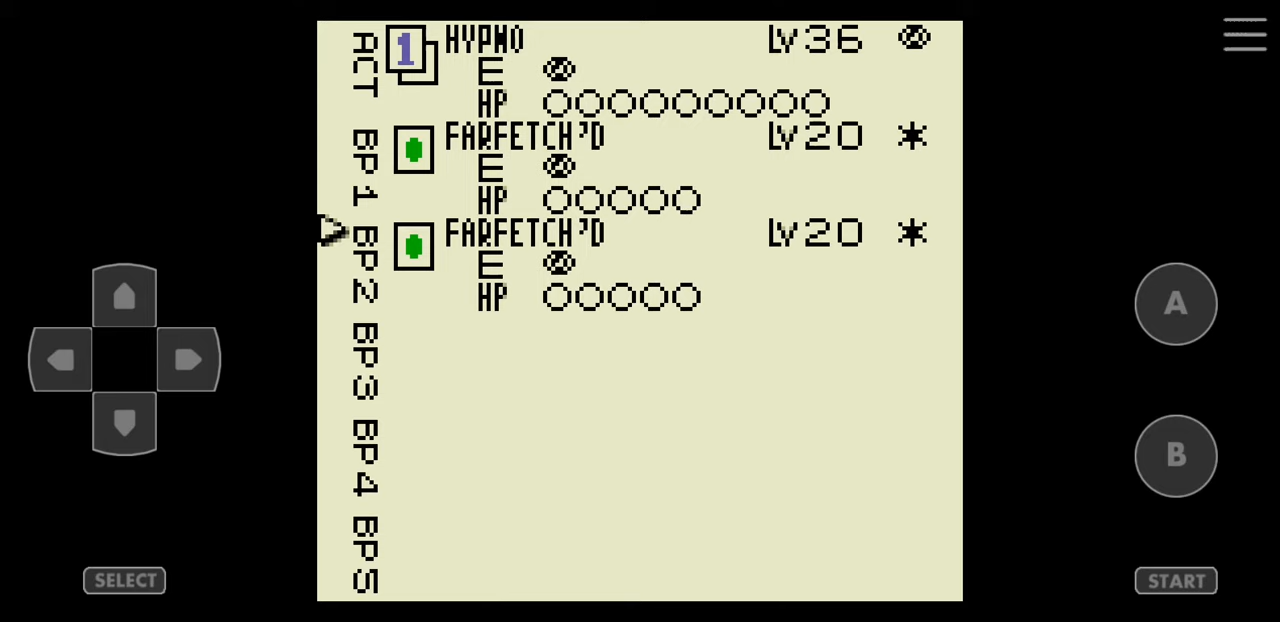 ACT 1 HYPNO Lv36
E
HP
BP1 FARFETCH'D Lv20
E
HP
BP2 FARFETCH'D Lv20
E
HP
BP3
BP4
BP5
A
B
SELECT
START